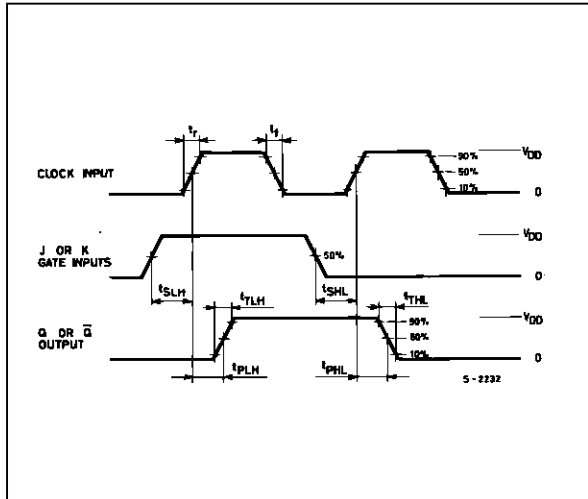 tr
tf
VDD
90%
50%
10%
0
CLOCK INPUT
J OR K
GATE INPUTS
VDD
50%
0
tSLH
tTLH
tSHL
tTHL
Q OR Q̅
OUTPUT
VDD
90%
50%
10%
0
tPLH
tPHL
S-2232